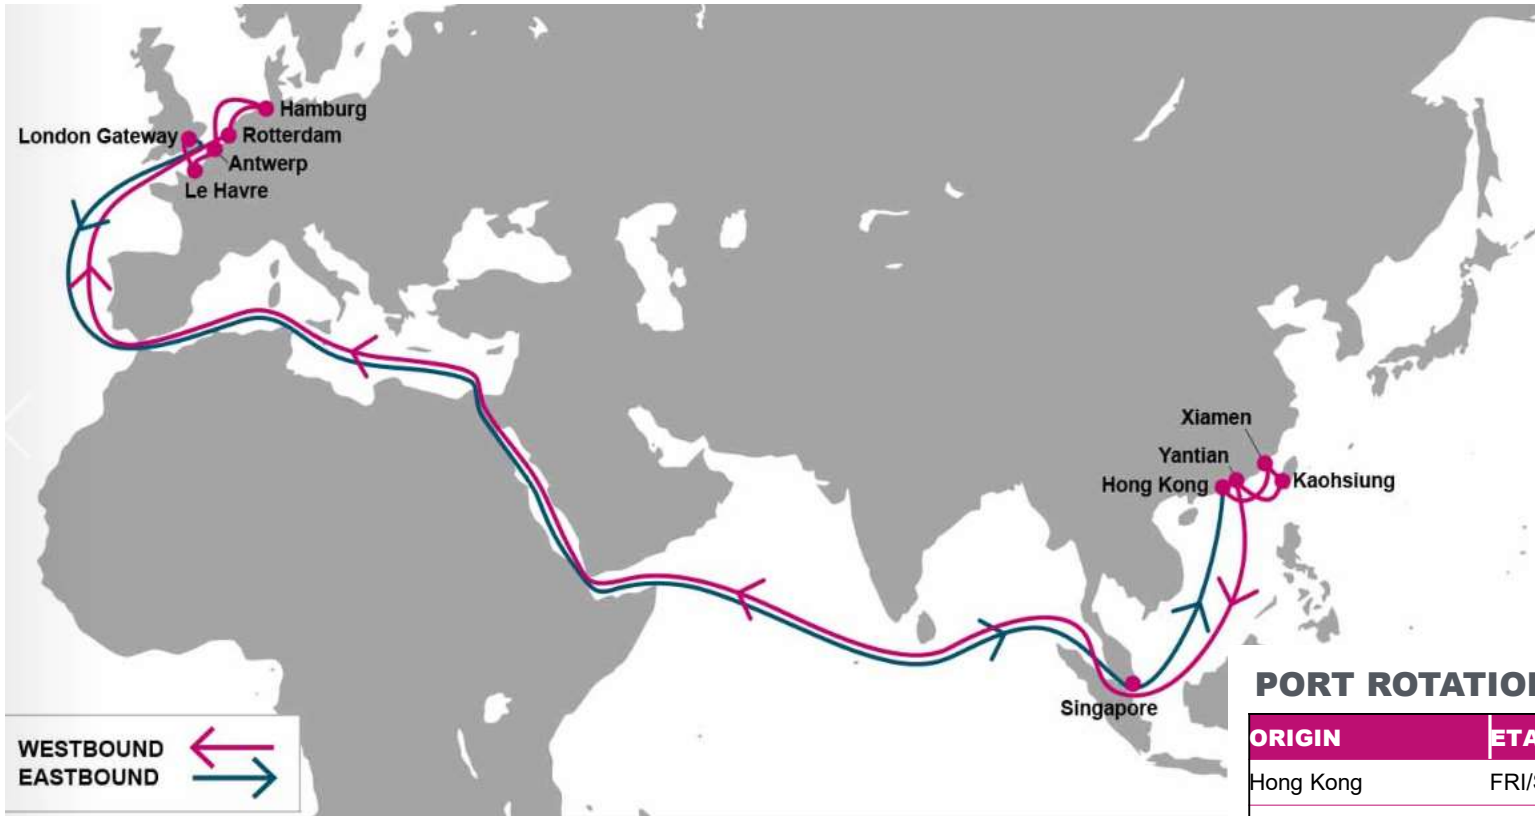 Hamburg
London Gateway
Rotterdam
Antwerp
Le Havre
Xiamen
Yantian
Hong Kong
Kaohsiung
Singapore
WESTBOUND
EASTBOUND
PORT ROTATION
ORIGIN ETA
Hong Kong FRI/S